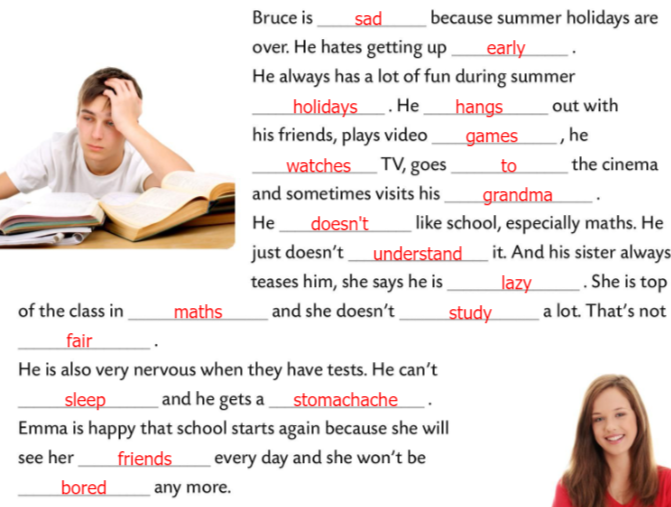 Bruce is sad because summer holidays are
over. He hates getting up early.
He always has a lot of fun during summer
holidays. He hangs out with
his friends, plays video games, he
watches TV, goes to the cinema
and sometimes visits his grandma.
He doesn't like school, especially maths. He
just doesn't understand it. And his sister always
teases him, she says he is lazy. She is top
of the class in maths and she doesn't study a lot. That's not
fair.
He is also very nervous when they have tests. He can't
sleep and he gets a stomachache.
Emma is happy that school starts again because she will
see her friends every day and she won't be
bored any more.